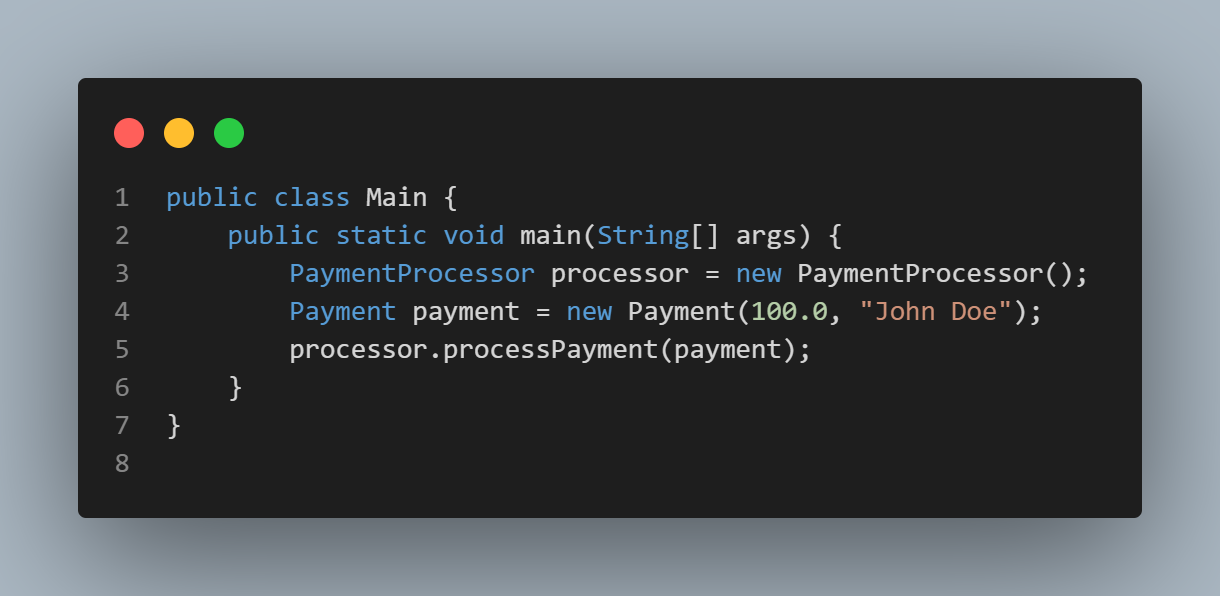 1 public class Main {
2     public static void main(String[] args) {
3         PaymentProcessor processor = new PaymentProcessor();
4         Payment payment = new Payment(100.0, "John Doe");
5         processor.processPayment(payment);
6     }
7 }
8